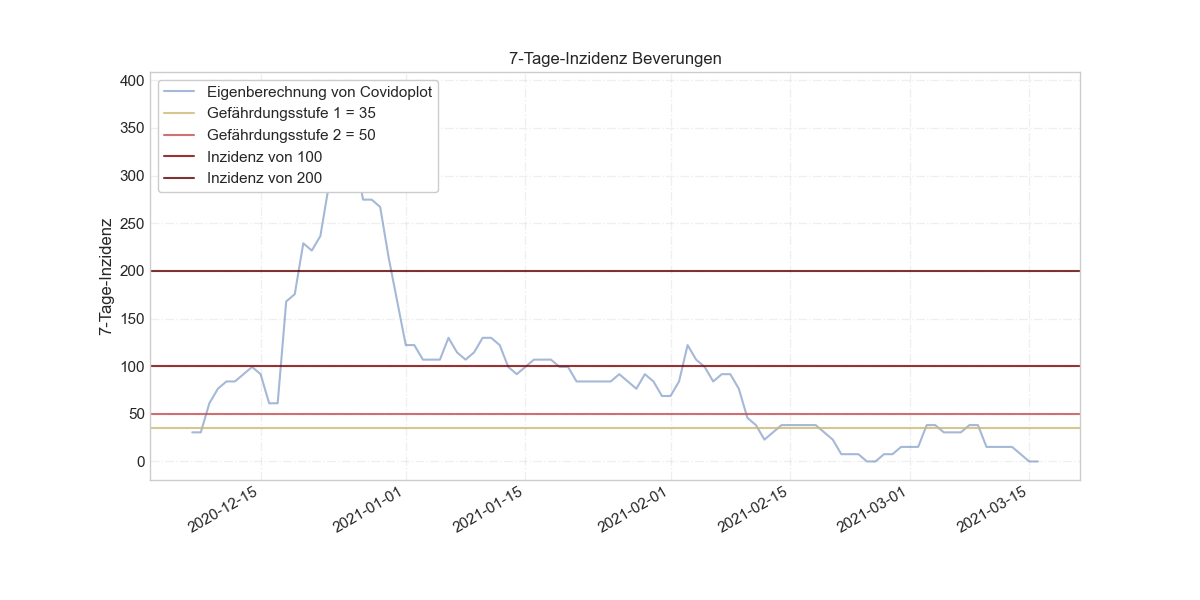 7-Tage-Inzidenz Beverungen
Eigenberechnung von Covidoplot
Gefährdungsstufe 1 = 35
Gefährdungsstufe 2 = 50
Inzidenz von 100
Inzidenz von 200
7-Tage-Inzidenz
400
350
300
250
200
150
100
50
0
2020-12-15
2021-01-01
2021-01-15
2021-02-01
2021-02-15
2021-03-01
2021-03-15